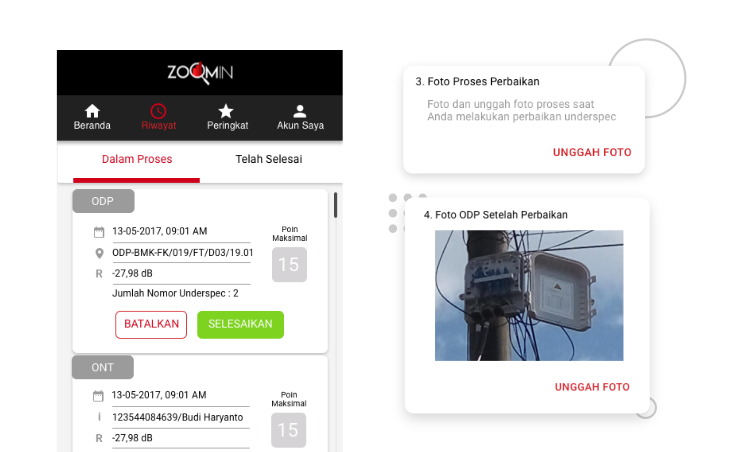 ZOOMIN
Beranda
Riwayat
Peringkat
Akun Saya
Dalam Proses
Telah Selesai
ODP
13-05-2017, 09:01 AM
Poin
Maksimal
ODP-BMK-FK/019/FT/D03/19.01
15
R -27,98 dB
Jumlah Nomor Underspec : 2
BATALKAN
SELESAIKAN
ONT
13-05-2017, 09:01 AM
Poin
Maksimal
i 123544084639/Budi Haryanto
15
R -27,98 dB
3. Foto Proses Perbaikan
Foto dan unggah foto proses saat
Anda melakukan perbaikan underspec
UNGGAH FOTO
4. Foto ODP Setelah Perbaikan
UNGGAH FOTO